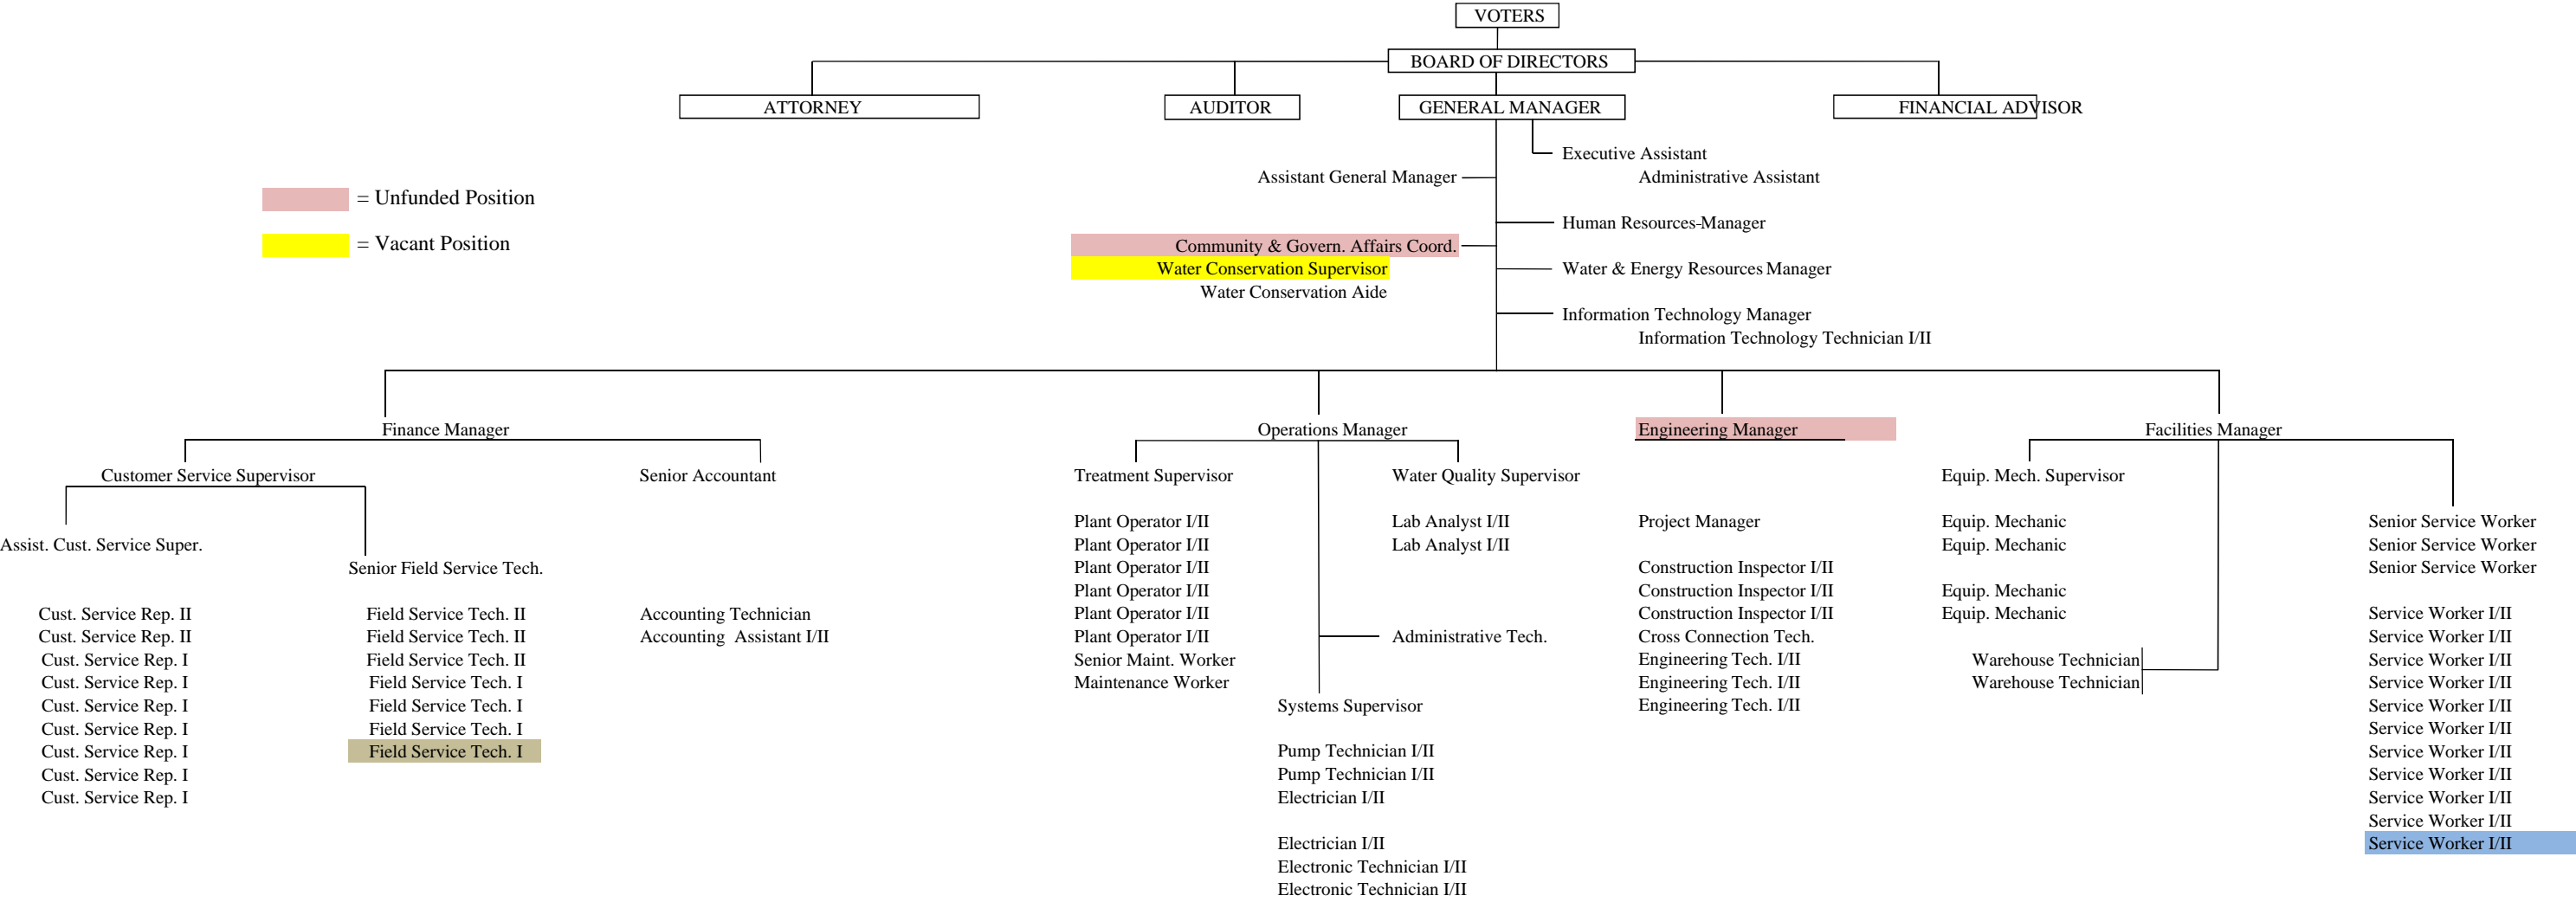 VOTERS
BOARD OF DIRECTORS
ATTORNEY
AUDITOR
GENERAL MANAGER
FINANCIAL ADVISOR
Executive Assistant
Administrative Assistant
Assistant General Manager
= Unfunded Position
= Vacant Position
Human Resources-Manager
Community & Govern. Affairs Coord.
Water Conservation Supervisor
Water Conservation Aide
Water & Energy Resources Manager
Information Technology Manager
Information Technology Technician I/II
Finance Manager
Customer Service Supervisor
Assist. Cust. Service Super.
Cust. Service Rep. II
Cust. Service Rep. II
Cust. Service Rep. I
Cust. Service Rep. I
Cust. Service Rep. I
Cust. Service Rep. I
Cust. Service Rep. I
Cust. Service Rep. I
Cust. Service Rep. I
Senior Field Service Tech.
Field Service Tech. II
Field Service Tech. II
Field Service Tech. II
Field Service Tech. I
Field Service Tech. I
Field Service Tech. I
Field Service Tech. I
Senior Accountant
Accounting Technician
Accounting Assistant I/II
Operations Manager
Treatment Supervisor
Plant Operator I/II
Plant Operator I/II
Plant Operator I/II
Plant Operator I/II
Plant Operator I/II
Plant Operator I/II
Senior Maint. Worker
Maintenance Worker
Water Quality Supervisor
Lab Analyst I/II
Lab Analyst I/II
Administrative Tech.
Systems Supervisor
Pump Technician I/II
Pump Technician I/II
Electrician I/II
Electrician I/II
Electronic Technician I/II
Electronic Technician I/II
Engineering Manager
Project Manager
Construction Inspector I/II
Construction Inspector I/II
Construction Inspector I/II
Cross Connection Tech.
Engineering Tech. I/II
Engineering Tech. I/II
Engineering Tech. I/II
Facilities Manager
Equip. Mech. Supervisor
Equip. Mechanic
Equip. Mechanic
Equip. Mechanic
Equip. Mechanic
Warehouse Technician
Warehouse Technician
Senior Service Worker
Senior Service Worker
Senior Service Worker
Service Worker I/II
Service Worker I/II
Service Worker I/II
Service Worker I/II
Service Worker I/II
Service Worker I/II
Service Worker I/II
Service Worker I/II
Service Worker I/II
Service Worker I/II
Service Worker I/II